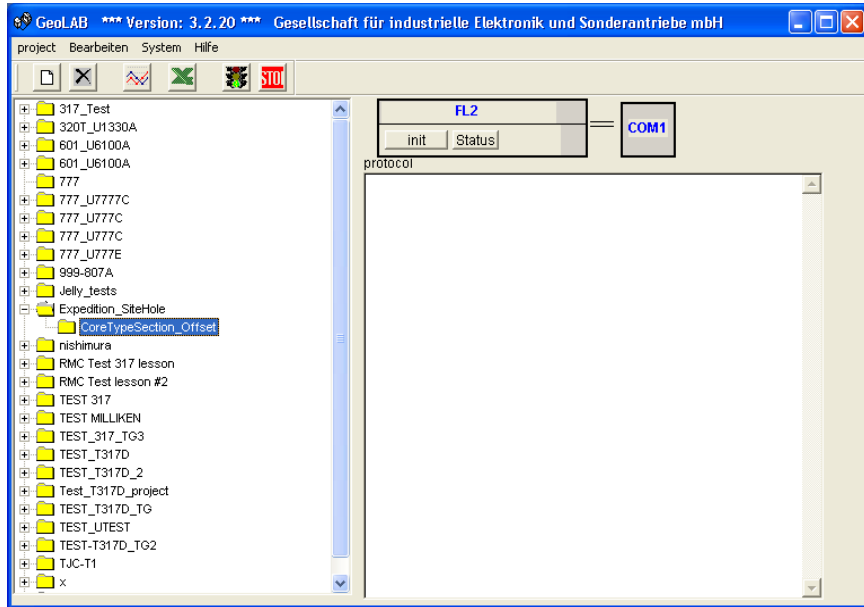 GeoLAB *** Version: 3.2.20 *** Gesellschaft für industrielle Elektronik und Sonderantriebe mbH
project Bearbeiten System Hilfe
STOP
317_Test
320T_U1330A
601_U6100A
601_U6100A
777
777_U7777C
777_U777C
777_U777C
777_U777E
999-807A
Jelly_tests
Expedition_SiteHole
CoreTypeSection_Offset
nishimura
RMC Test 317 lesson
RMC Test lesson #2
TEST 317
TEST MILLIKEN
TEST_317_TG3
TEST_T317D
TEST_T317D_2
Test_T317D_project
TEST_T317D_TG
TEST_UTEST
TEST-T317D_TG2
TJC-T1
x
FL2
init Status
COM1
protocol